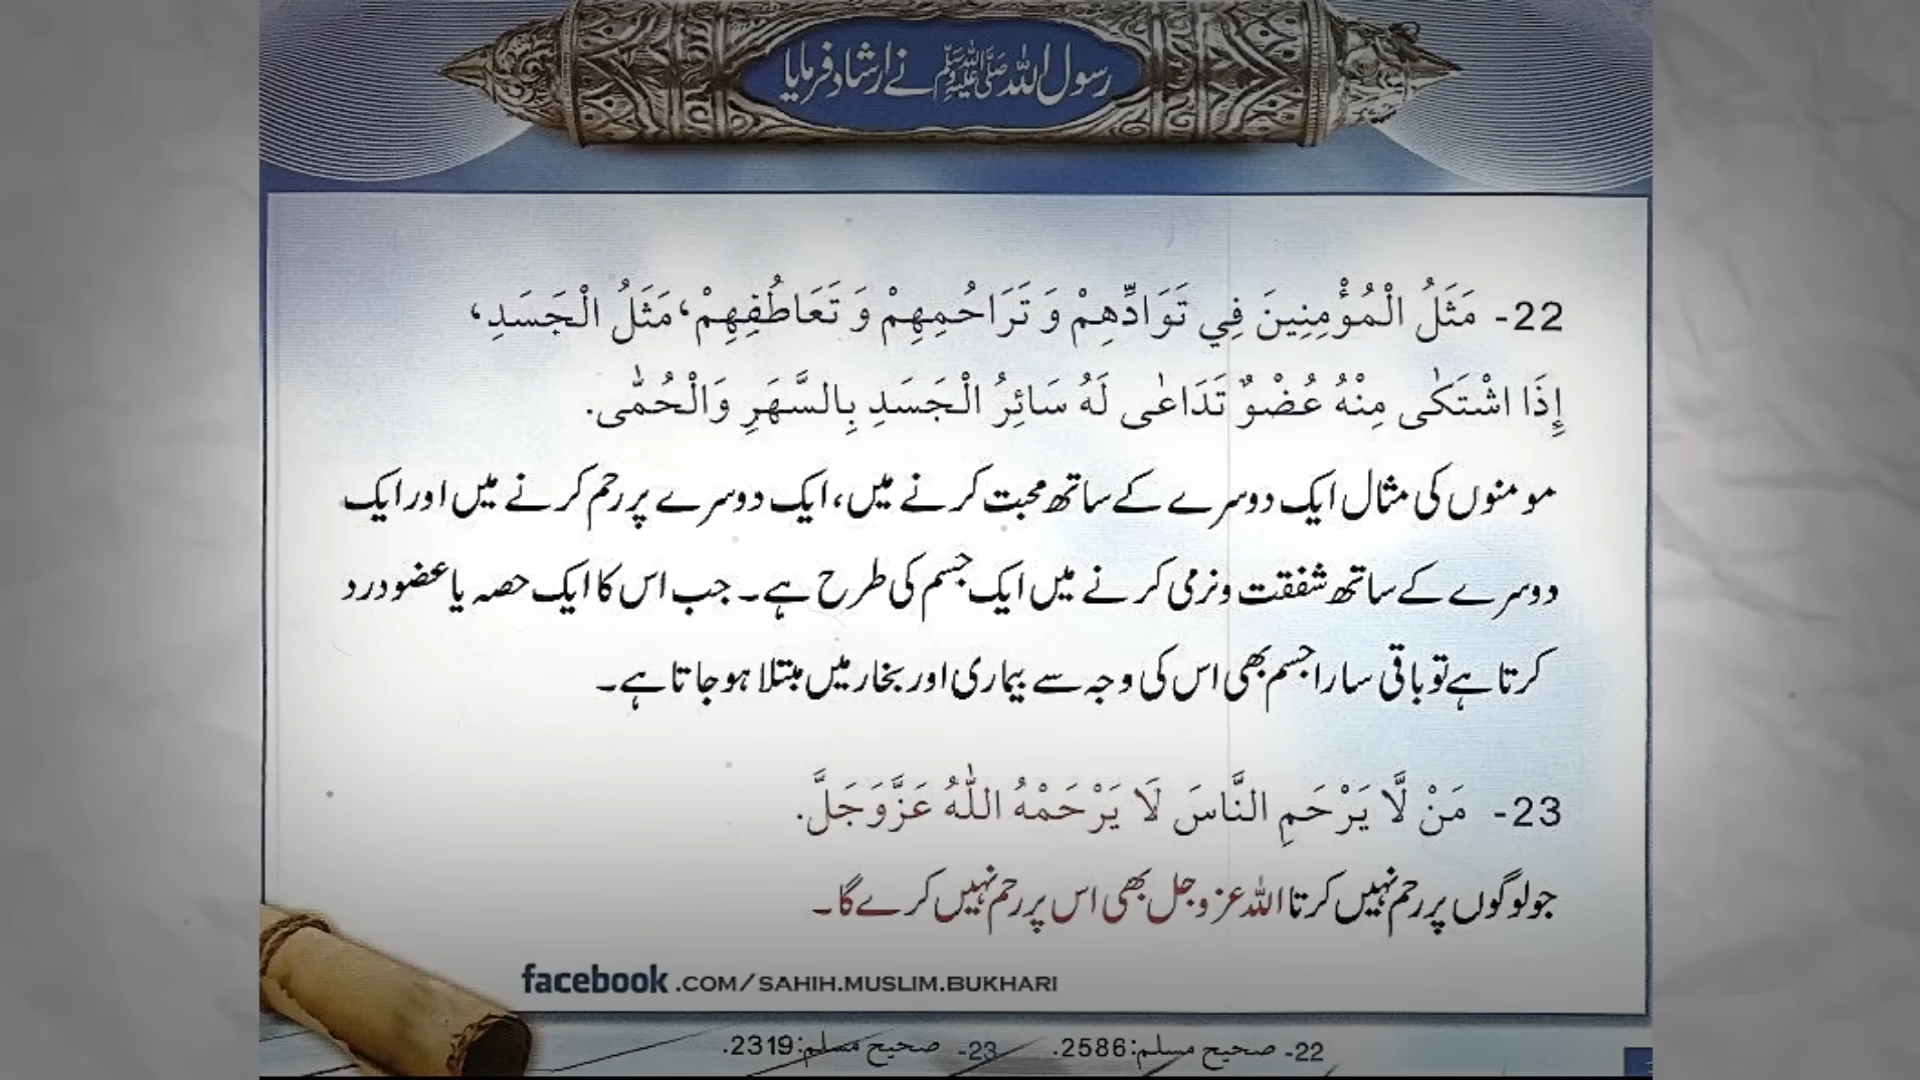 رسول اللہ ﷺ نے ارشاد فرمایا
22- مَثَلُ الْمُؤْمِنِينَ فِي تَوَادِّهِمْ وَ تَرَاحُمِهِمْ وَ تَعَاطُفِهِمْ، مَثَلُ الْجَسَدِ،
إِذَا اشْتَكٰى مِنْهُ عُضْوٌ تَدَاعٰى لَهُ سَائِرُ الْجَسَدِ بِالسَّهَرِ وَالْحُمّٰى.
مومنوں کی مثال ایک دوسرے کے ساتھ محبت کرنے میں، ایک دوسرے پر رحم کرنے میں اور ایک
دوسرے کے ساتھ شفقت ونرمی کرنے میں ایک جسم کی طرح ہے۔ جب اس کا ایک حصہ یا عضو درد
کرتا ہے تو باقی سارا جسم بھی اس کی وجہ سے بیماری اور بخار میں مبتلا ہو جاتا ہے۔
23- مَنْ لَّا يَرْحَمِ النَّاسَ لَا يَرْحَمْهُ اللّٰهُ عَزَّوَجَلَّ.
جو لوگوں پر رحم نہیں کرتا اللہ عزوجل بھی اس پر رحم نہیں کرے گا۔
facebook.COM/SAHIH.MUSLIM.BUKHARI
22- صحیح مسلم:2586. 23- صحیح مسلم:2319.